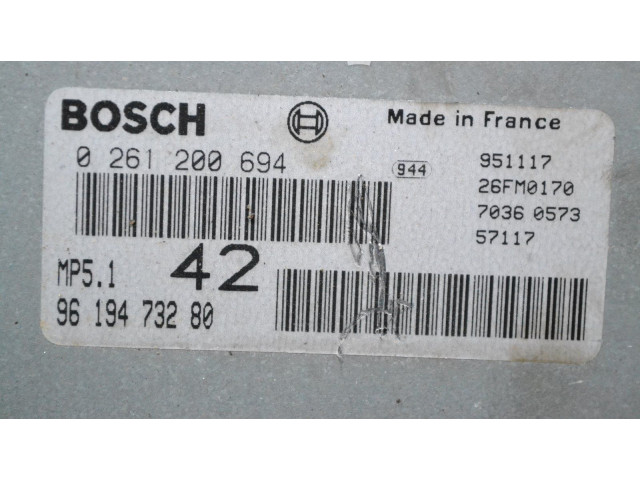 BOSCH
Made in France
0 261 200 694
944
951117
26FM0170
7036 0573
57117
MP5.1
42
96 194 732 80